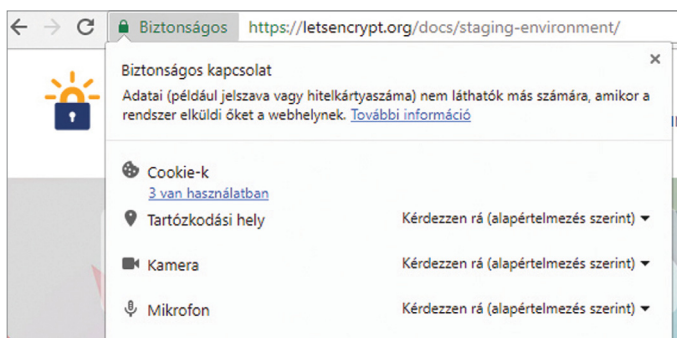 Biztonságos https://letsencrypt.org/docs/staging-environment/
Biztonságos kapcsolat
Adatai (például jelszava vagy hitelkártyaszáma) nem láthatók más számára, amikor a
rendszer elküldi őket a webhelynek. További információ
Cookie-k
3 van használatban
Tartózkodási hely Kérdezzen rá (alapértelmezés szerint)
Kamera Kérdezzen rá (alapértelmezés szerint)
Mikrofon Kérdezzen rá (alapértelmezés szerint)